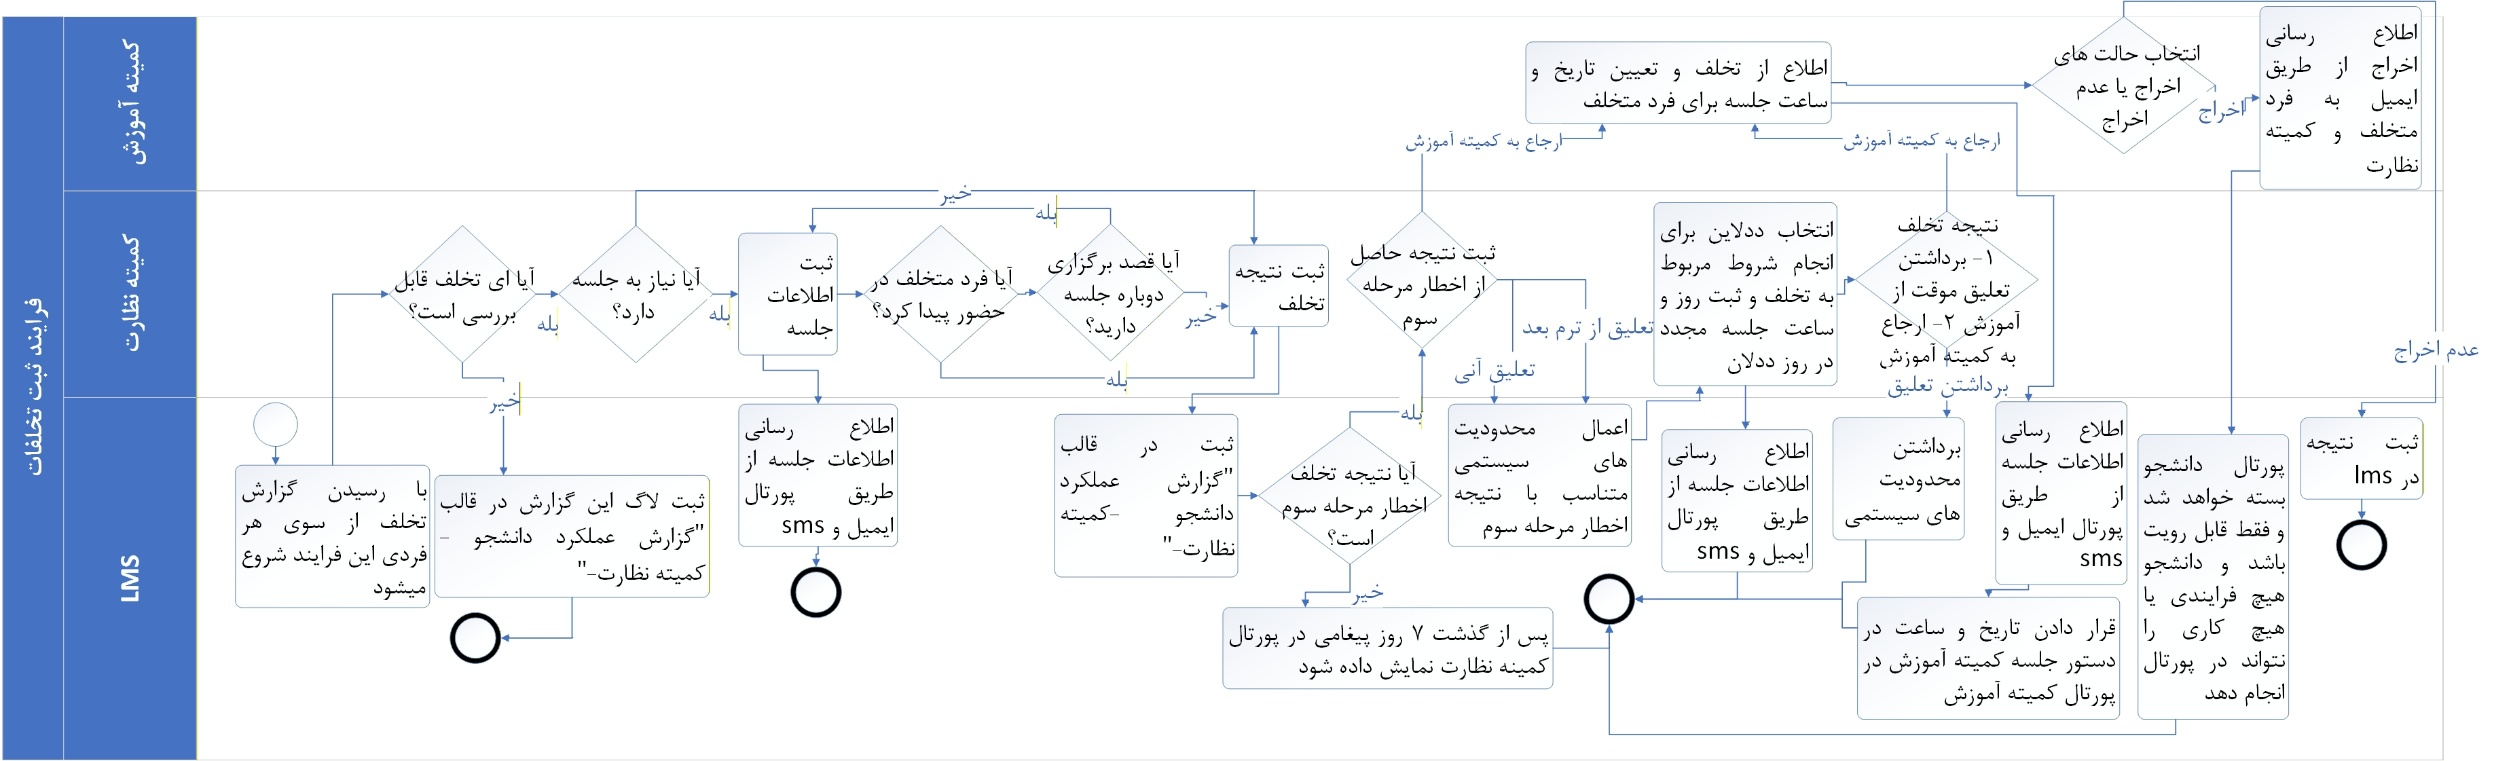 فرایند ثبت تخلفات
کمیته آموزش
کمیته نظارت
LMS
اطلاع از تخلف و تعیین تاریخ و
ساعت جلسه برای فرد متخلف
انتخاب حالت های
اخراج یا عدم
اخراج
اخراج
اطلاع رسانی
اخراج از طریق
ایمیل به فرد
متخلف و کمیته
نظارت
ارجاع به کمیته آموزش
ارجاع به کمیته آموزش
عدم اخراج
آیا ای تخلف قابل
بررسی است؟
بله
خیر
آیا نیاز به جلسه
دارد؟
بله
خیر
ثبت
اطلاعات
جلسه
آیا فرد متخلف در
حضور پیدا کرد؟
بله
آیا قصد برگزاری
دوباره جلسه
دارید؟
بله
خیر
ثبت نتیجه
تخلف
ثبت نتیجه حاصل
از اخطار مرحله
سوم
تعلیق آنی
تعلیق از ترم بعد
انتخاب ددلاین برای
انجام شروط مربوط
به تخلف و ثبت روز و
ساعت جلسه مجدد
در روز ددلان
نتیجه تخلف
۱- برداشتن
تعلیق موقت از
آموزش ۲- ارجاع
به کمیته آموزش
برداشتن تعلیق
با رسیدن گزارش
تخلف از سوی هر
فردی این فرایند شروع
میشود
ثبت لاگ این گزارش در قالب
"گزارش عملکرد دانشجو –
کمیته نظارت-"
اطلاع رسانی
اطلاعات جلسه از
طریق پورتال
ایمیل و sms
ثبت در قالب
"گزارش عملکرد
دانشجو –کمیته
نظارت-"
آیا نتیجه تخلف
اخطار مرحله سوم
است؟
بله
خیر
پس از گذشت ۷ روز پیغامی در پورتال
کمینه نظارت نمایش داده شود
اعمال محدودیت
های سیستمی
متناسب با نتیجه
اخطار مرحله سوم
اطلاع رسانی
اطلاعات جلسه از
طریق پورتال
ایمیل و sms
برداشتن
محدودیت
های سیستمی
اطلاع رسانی
اطلاعات جلسه
از طریق
پورتال ایمیل و
sms
قرار دادن تاریخ و ساعت در
دستور جلسه کمیته آموزش در
پورتال کمیته آموزش
پورتال دانشجو
بسته خواهد شد
و فقط قابل رویت
باشد و دانشجو
هیچ فرایندی یا
هیچ کاری را
نتواند در پورتال
انجام دهد
ثبت نتیجه
در lms